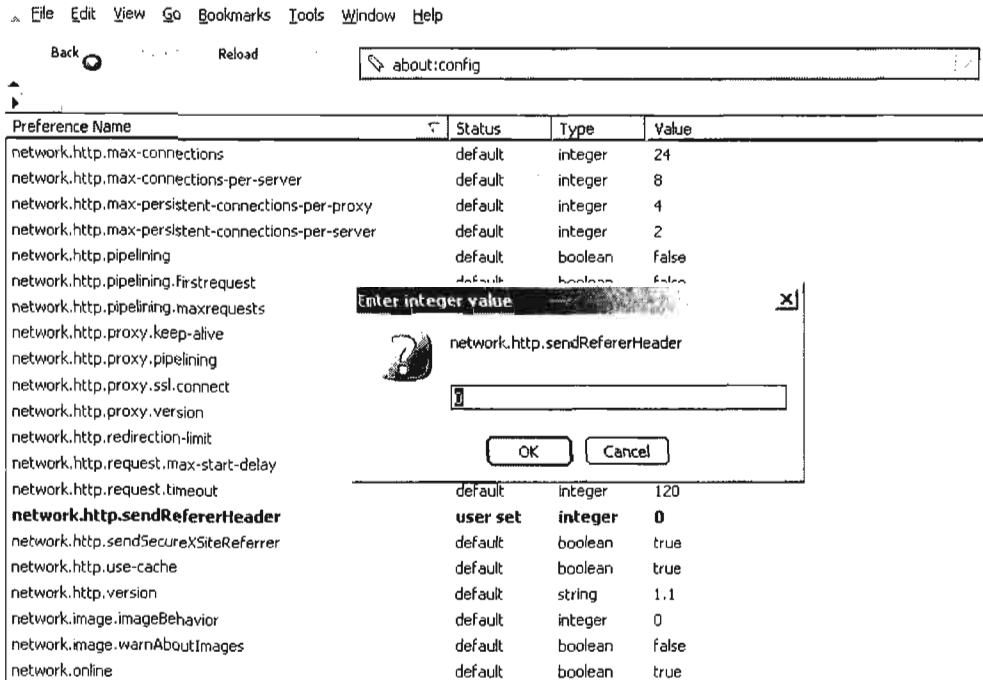 File Edit View Go Bookmarks Tools Window Help
Back Reload about:config
Preference Name Status Type Value
network.http.max-connections default integer 24
network.http.max-connections-per-server default integer 8
network.http.max-persistent-connections-per-proxy default integer 4
network.http.max-persistent-connections-per-server default integer 2
network.http.pipelining default boolean false
network.http.pipelining.firstrequest default boolean false
network.http.pipelining.maxrequests
network.http.proxy.keep-alive
network.http.proxy.pipelining
network.http.proxy.ssl.connect
network.http.proxy.version
network.http.redirection-limit
network.http.request.max-start-delay
network.http.request.timeout default integer 120
network.http.sendRefererHeader user set integer 0
network.http.sendSecureXSiteReferrer default boolean true
network.http.use-cache default boolean true
network.http.version default string 1.1
network.image.imageBehavior default integer 0
network.image.warnAboutImages default boolean false
network.online default boolean true
Enter integer value
network.http.sendRefererHeader
0
OK Cancel